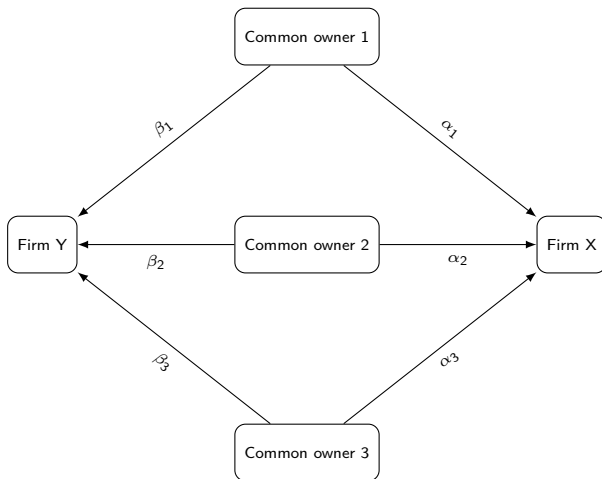 Common owner 1
β1
α1
Firm Y
Common owner 2
Firm X
β2
α2
β3
α3
Common owner 3